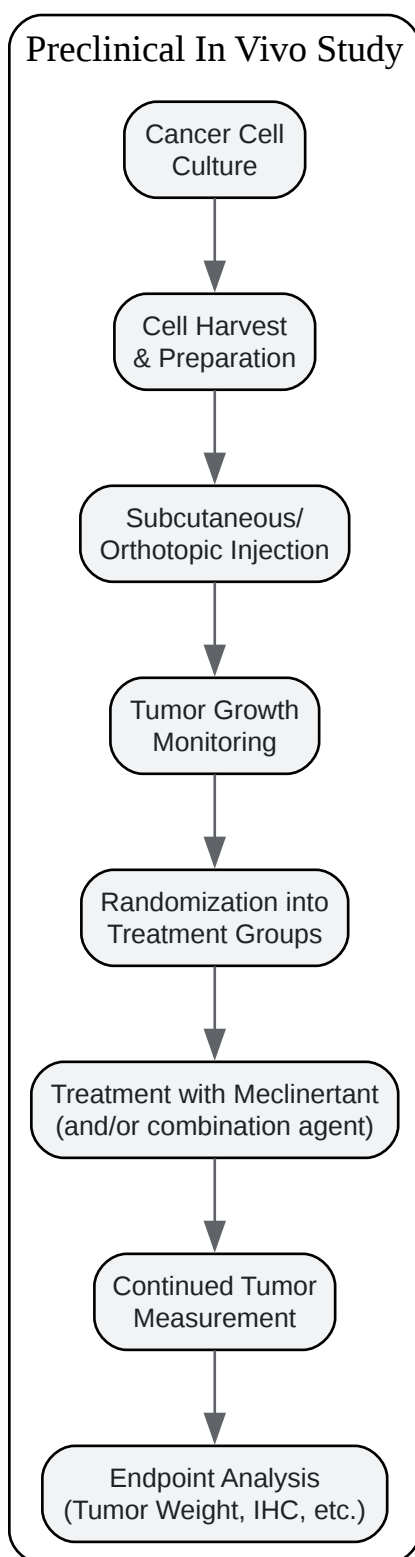 Preclinical In Vivo Study
Cancer Cell
Culture
Cell Harvest
& Preparation
Subcutaneous/
Orthotopic Injection
Tumor Growth
Monitoring
Randomization into
Treatment Groups
Treatment with Meclinertant
(and/or combination agent)
Continued Tumor
Measurement
Endpoint Analysis
(Tumor Weight, IHC, etc.)